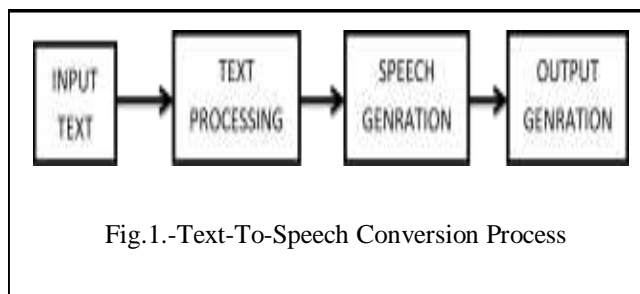 INPUT
TEXT
TEXT
PROCESSING
SPEECH
GENRATION
OUTPUT
GENRATION
Fig.1.-Text-To-Speech Conversion Process